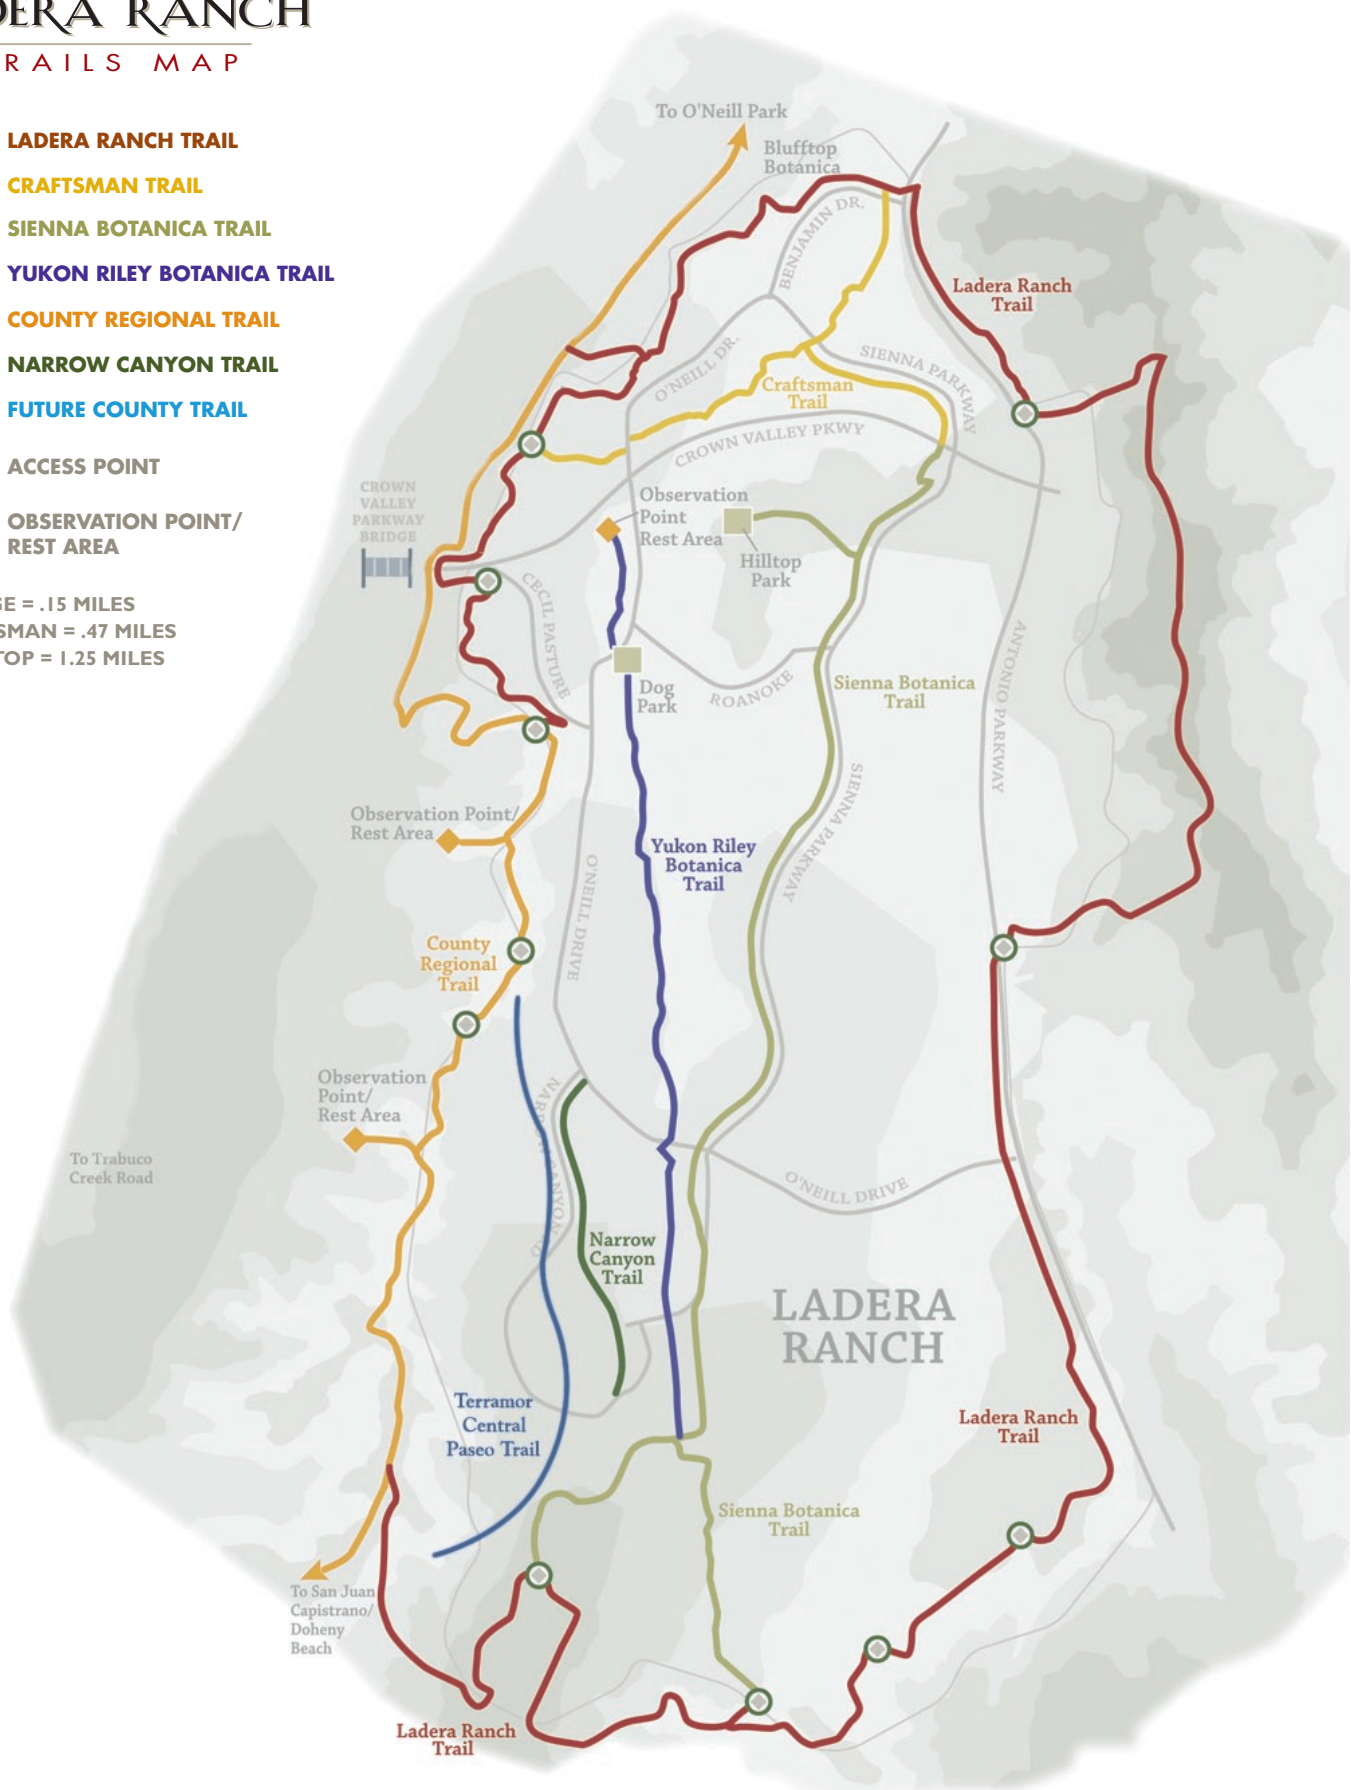 DERA RANCH
RAILS MAP
LADERA RANCH TRAIL
CRAFTSMAN TRAIL
SIENNA BOTANICA TRAIL
YUKON RILEY BOTANICA TRAIL
COUNTY REGIONAL TRAIL
NARROW CANYON TRAIL
FUTURE COUNTY TRAIL
ACCESS POINT
OBSERVATION POINT/
REST AREA
GE = .15 MILES
SMAN = .47 MILES
TOP = 1.25 MILES
To O'Neill Park
Blufftop
Botanica
BENJAMIN DR.
Ladera Ranch
Trail
O'NEILL DR.
SIENNA PARKWAY
Craftsman
Trail
CROWN VALLEY PKWY
CROWN
VALLEY
PARKWAY
BRIDGE
Observation
Point
Rest Area
Hilltop
Park
CECIL PASTURE
ANTONIO PARKWAY
Dog
Park
ROANOKE
Sienna Botanica
Trail
SIENNA PARKWAY
Observation Point/
Rest Area
Yukon Riley
Botanica
Trail
O'NEILL DRIVE
County
Regional
Trail
Observation
Point/
Rest Area
NARROW CANYON RD
To Trabuco
Creek Road
O'NEILL DRIVE
Narrow
Canyon
Trail
LADERA
RANCH
Terramor
Central
Paseo Trail
Ladera Ranch
Trail
Sienna Botanica
Trail
To San Juan
Capistrano/
Doheny
Beach
Ladera Ranch
Trail